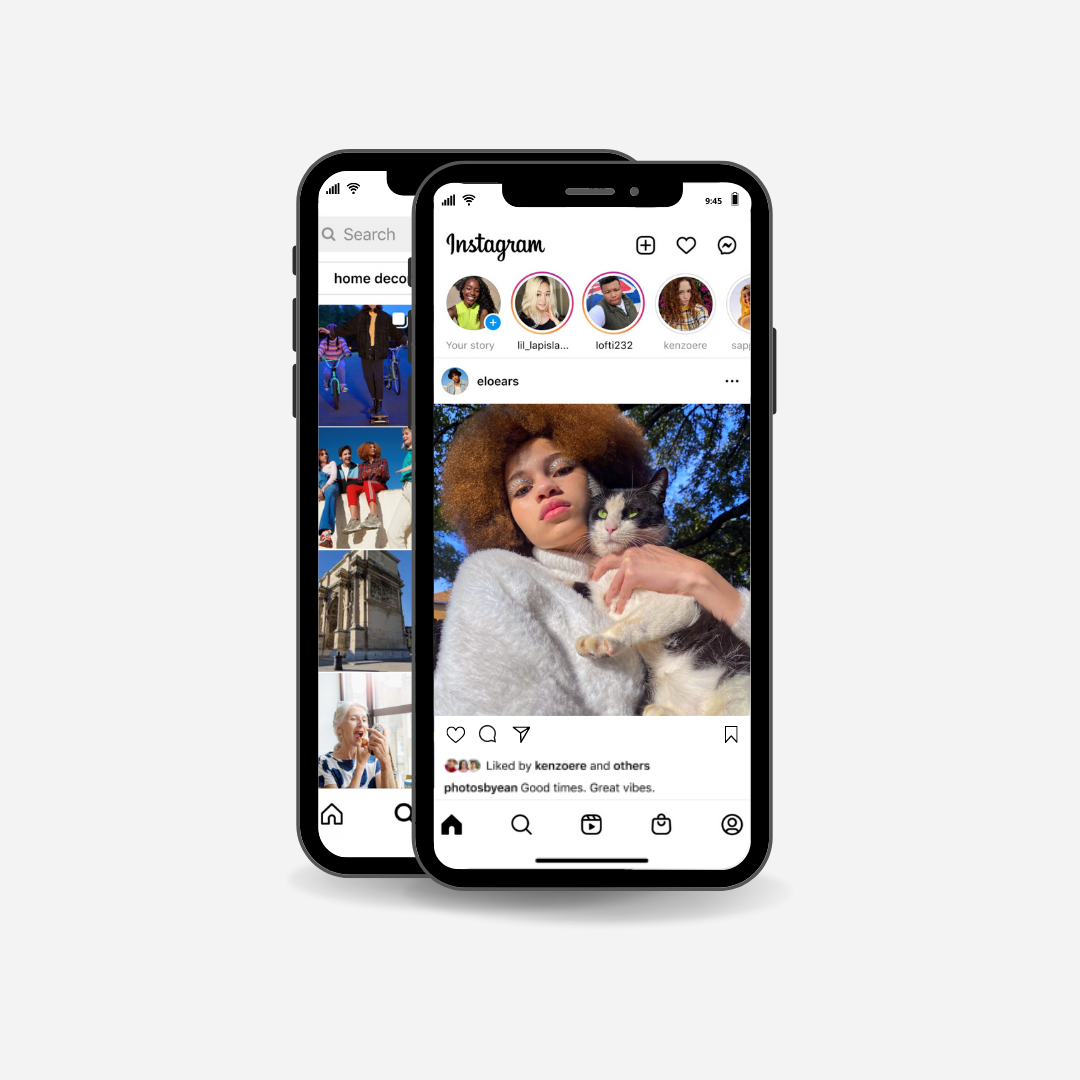 Search
home deco
9:45
Instagram
Your story
lil_lapisla...
lofti232
kenzoere
sapp
eloears
Liked by kenzoere and others
photosbyean Good times. Great vibes.